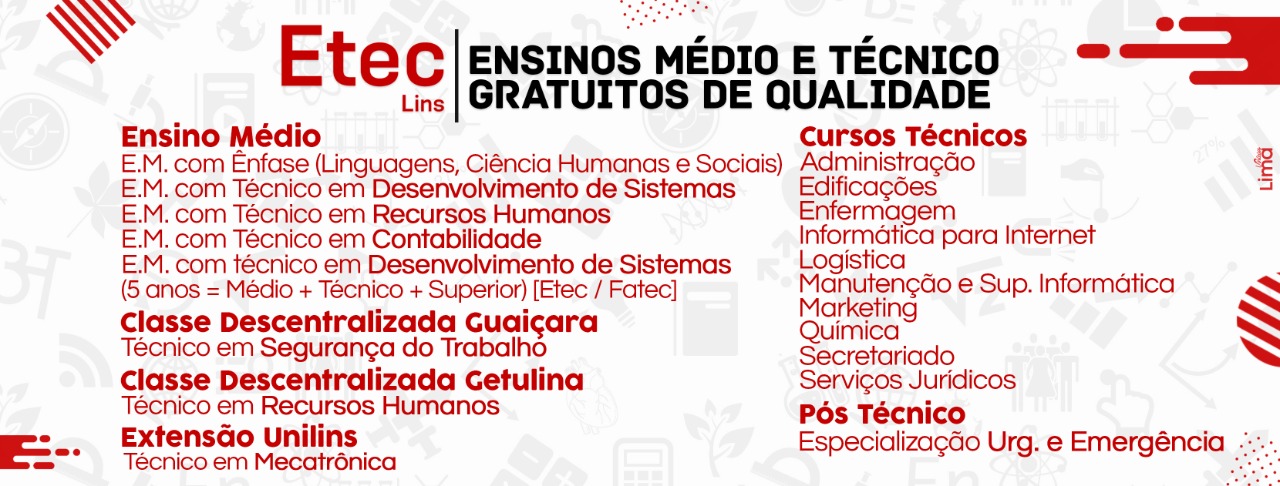 Etec
Lins
ENSINOS MÉDIO E TÉCNICO
GRATUITOS DE QUALIDADE
Ensino Médio
E.M. com Ênfase (Linguagens, Ciência Humanas e Sociais)
E.M. com Técnico em Desenvolvimento de Sistemas
E.M. com Técnico em Recursos Humanos
E.M. com Técnico em Contabilidade
E.M. com técnico em Desenvolvimento de Sistemas
(5 anos = Médio + Técnico + Superior) [Etec / Fatec]
Classe Descentralizada Guaiçara
Técnico em Segurança do Trabalho
Classe Descentralizada Getulina
Técnico em Recursos Humanos
Extensão Unilins
Técnico em Mecatrônica
Cursos Técnicos
Administração
Edificações
Enfermagem
Informática para Internet
Logística
Manutenção e Sup. Informática
Marketing
Química
Secretariado
Serviços Jurídicos
Pós Técnico
Especialização Urg. e Emergência
27%
Lima